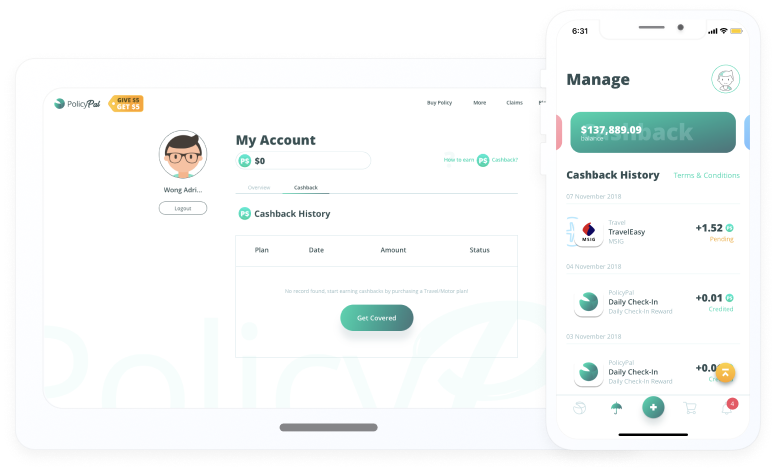 PolicyPal
GIVE $5
GET $5
Buy Policy
More
Claims
Wong Adri...
Logout
My Account
P$ $0
How to earn P$ Cashback?
Overview
Cashback
P$ Cashback History
Plan
Date
Amount
Status
No record found, start earning cashbacks by purchasing a Travel/Motor plan!
Get Covered
PolicyP
6:31
Manage
$137,889.09
Balance
Cashback
Cashback History
Terms & Conditions
07 November 2018
MSIG
Travel
TravelEasy
MSIG
+1.52 P$
Pending
04 November 2018
PolicyPal
Daily Check-In
Daily Check-In Reward
+0.01 P$
Credited
03 November 2018
PolicyPal
Daily Check-In
Daily Check-In Reward
+0.0
4